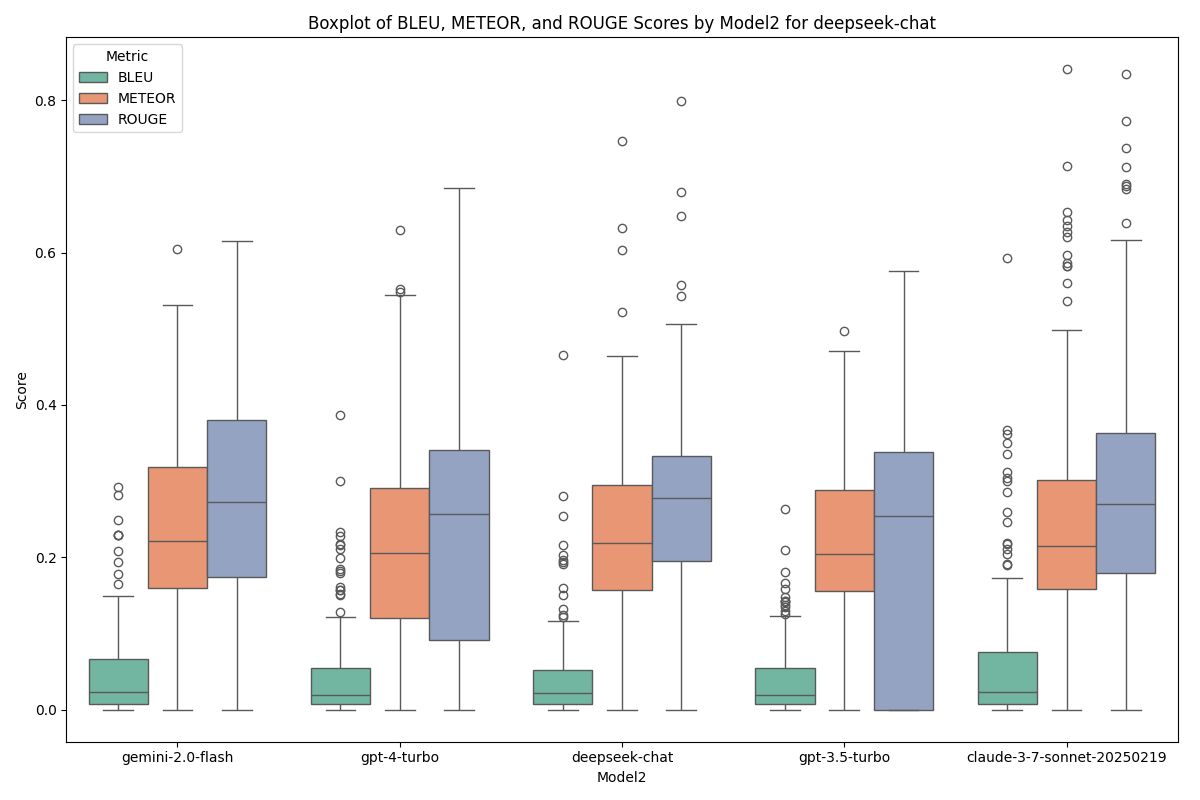 Boxplot of BLEU, METEOR, and ROUGE Scores by Model2 for deepseek-chat
Metric
BLEU
METEOR
ROUGE
Score
0.8
0.6
0.4
0.2
0.0
gemini-2.0-flash
gpt-4-turbo
deepseek-chat
gpt-3.5-turbo
claude-3-7-sonnet-20250219
Model2